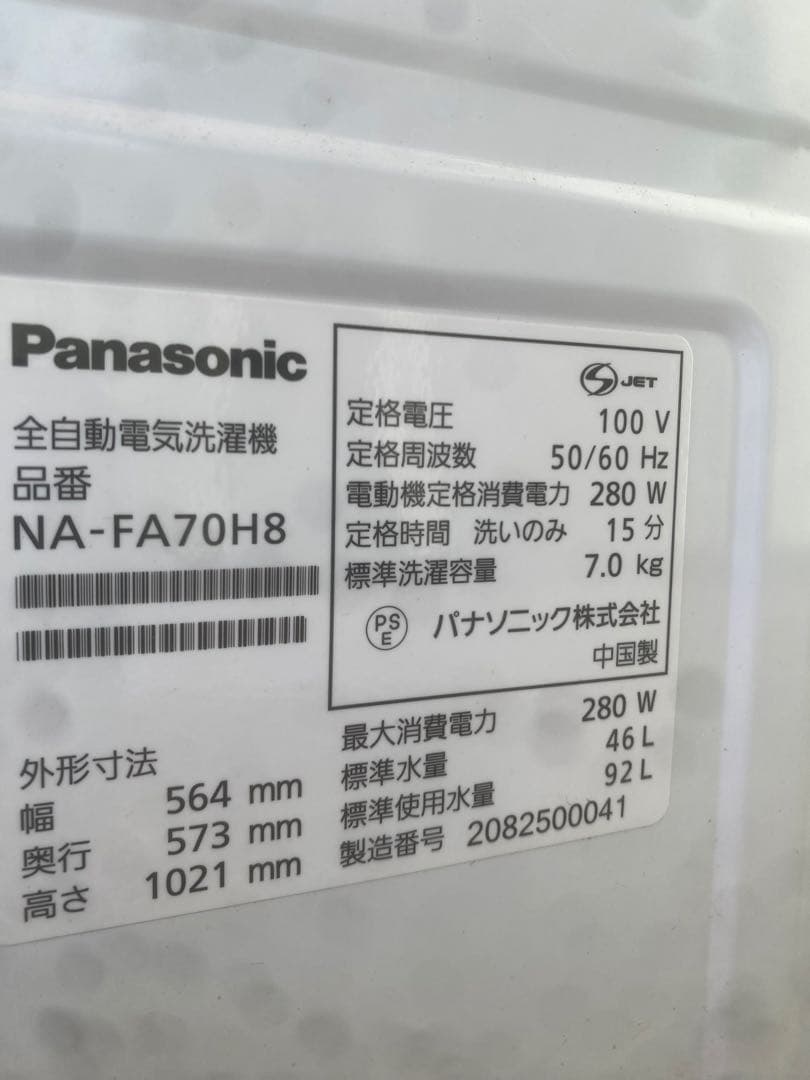 Panasonic
全自動電気洗濯機
品番
NA-FA70H8
JET
定格電圧 100 V
定格周波数 50/60 Hz
電動機定格消費電力 280 W
定格時間 洗いのみ 15 分
標準洗濯容量 7.0 kg
PS
E
パナソニック株式会社
中国製
外形寸法
幅 564 mm
奥行 573 mm
高さ 1021 mm
最大消費電力 280 W
標準水量 46 L
標準使用水量 92 L
製造番号 2082500041